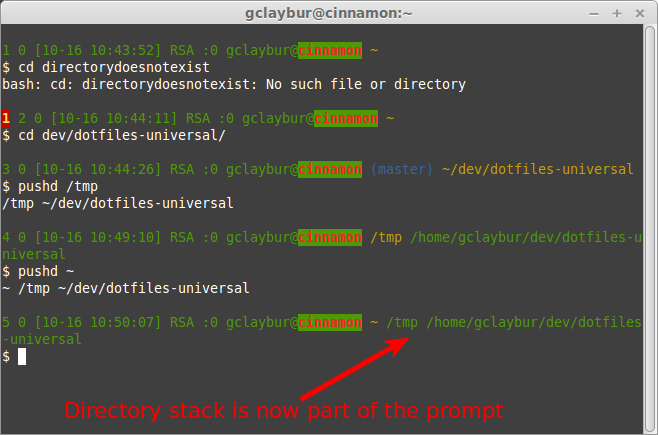 gclaybur@cinnamon:~
1 0 [10-16 10:43:52] RSA :0 gclaybur@cinnamon ~
$ cd directorydoesnotexist
bash: cd: directorydoesnotexist: No such file or directory
1 2 0 [10-16 10:44:11] RSA :0 gclaybur@cinnamon ~
$ cd dev/dotfiles-universal/
3 0 [10-16 10:44:26] RSA :0 gclaybur@cinnamon (master) ~/dev/dotfiles-universal
$ pushd /tmp
/tmp ~/dev/dotfiles-universal
4 0 [10-16 10:49:10] RSA :0 gclaybur@cinnamon /tmp /home/gclaybur/dev/dotfiles-u
niversal
$ pushd ~
~ /tmp ~/dev/dotfiles-universal
5 0 [10-16 10:50:07] RSA :0 gclaybur@cinnamon ~ /tmp /home/gclaybur/dev/dotfiles
-universal
$
Directory stack is now part of the prompt